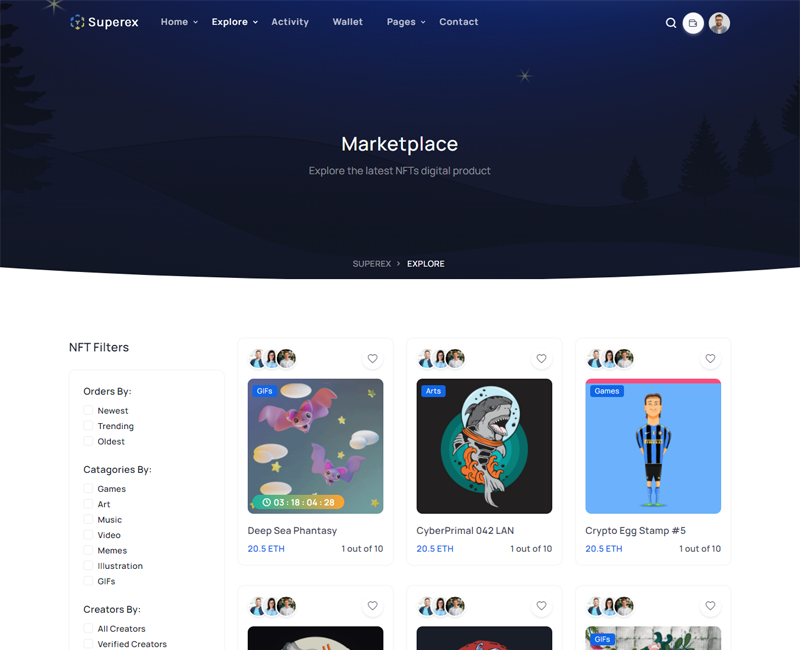 Superex Home Explore Activity Wallet Pages Contact
Marketplace
Explore the latest NFTs digital product
SUPEREX > EXPLORE
NFT Filters
Orders By:
Newest
Trending
Oldest
Catagories By:
Games
Art
Music
Video
Memes
Illustration
GIFs
Creators By:
All Creators
Verified Creators
GIFs
03 : 18 : 04 : 28
Deep Sea Phantasy
20.5 ETH 1 out of 10
Arts
CyberPrimal 042 LAN
20.5 ETH 1 out of 10
Games
Crypto Egg Stamp #5
20.5 ETH 1 out of 10
GIFs